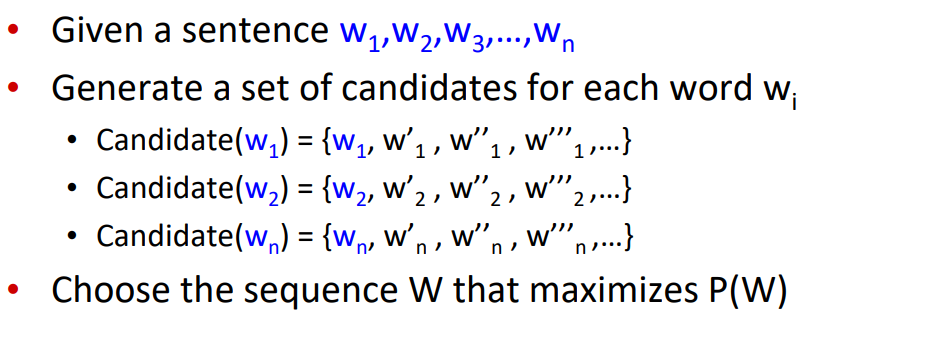 • Given a sentence w₁,w₂,w₃,…,wₙ
• Generate a set of candidates for each word wᵢ
• Candidate(w₁) = {w₁, w’₁ , w’’₁ , w’’’₁ ,…}
• Candidate(w₂) = {w₂, w’₂ , w’’₂ , w’’’₂ ,…}
• Candidate(wₙ) = {wₙ, w’ₙ , w’’ₙ , w’’’ₙ ,…}
• Choose the sequence W that maximizes P(W)